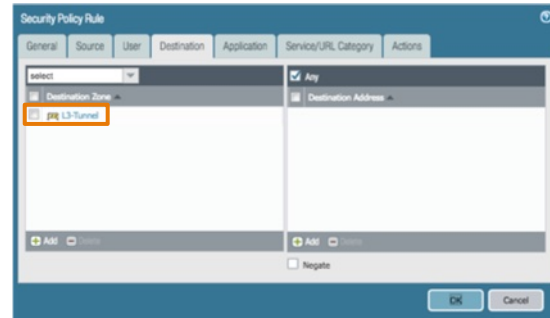 Security Policy Rule
General Source User Destination Application Service/URL Category Actions
select
Any
Destination Zone
Destination Address
L3-Tunnel
Add Delete
Add Delete
Negate
OK Cancel